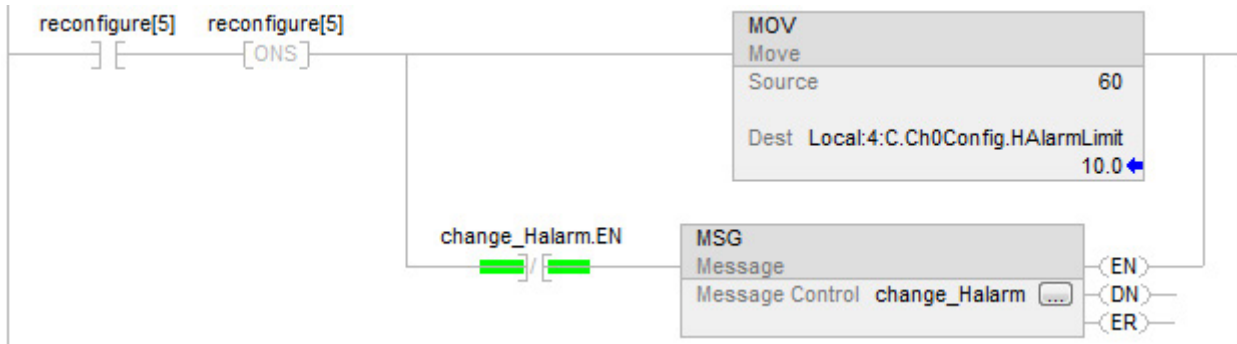 reconfigure[5] reconfigure[5]
ONS
MOV
Move
Source 60
Dest Local:4:C.Ch0Config.HAlarmLimit
10.0
change_Halarm.EN
/
MSG
Message
Message Control change_Halarm ...
EN
DN
ER